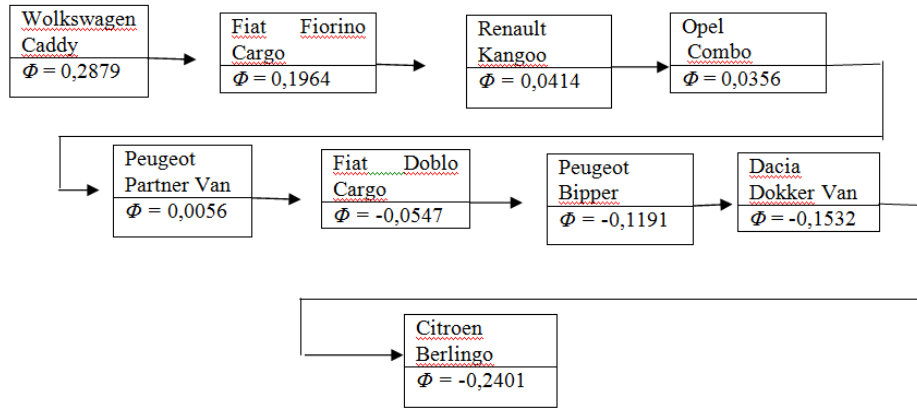 Wolkswagen
Caddy
Φ = 0,2879
Fiat Fiorino
Cargo
Φ = 0,1964
Renault
Kangoo
Φ = 0,0414
Opel
Combo
Φ = 0,0356
Peugeot
Partner Van
Φ = 0,0056
Fiat Doblo
Cargo
Φ = -0,0547
Peugeot
Bipper
Φ = -0,1191
Dacia
Dokker Van
Φ = -0,1532
Citroen
Berlingo
Φ = -0,2401